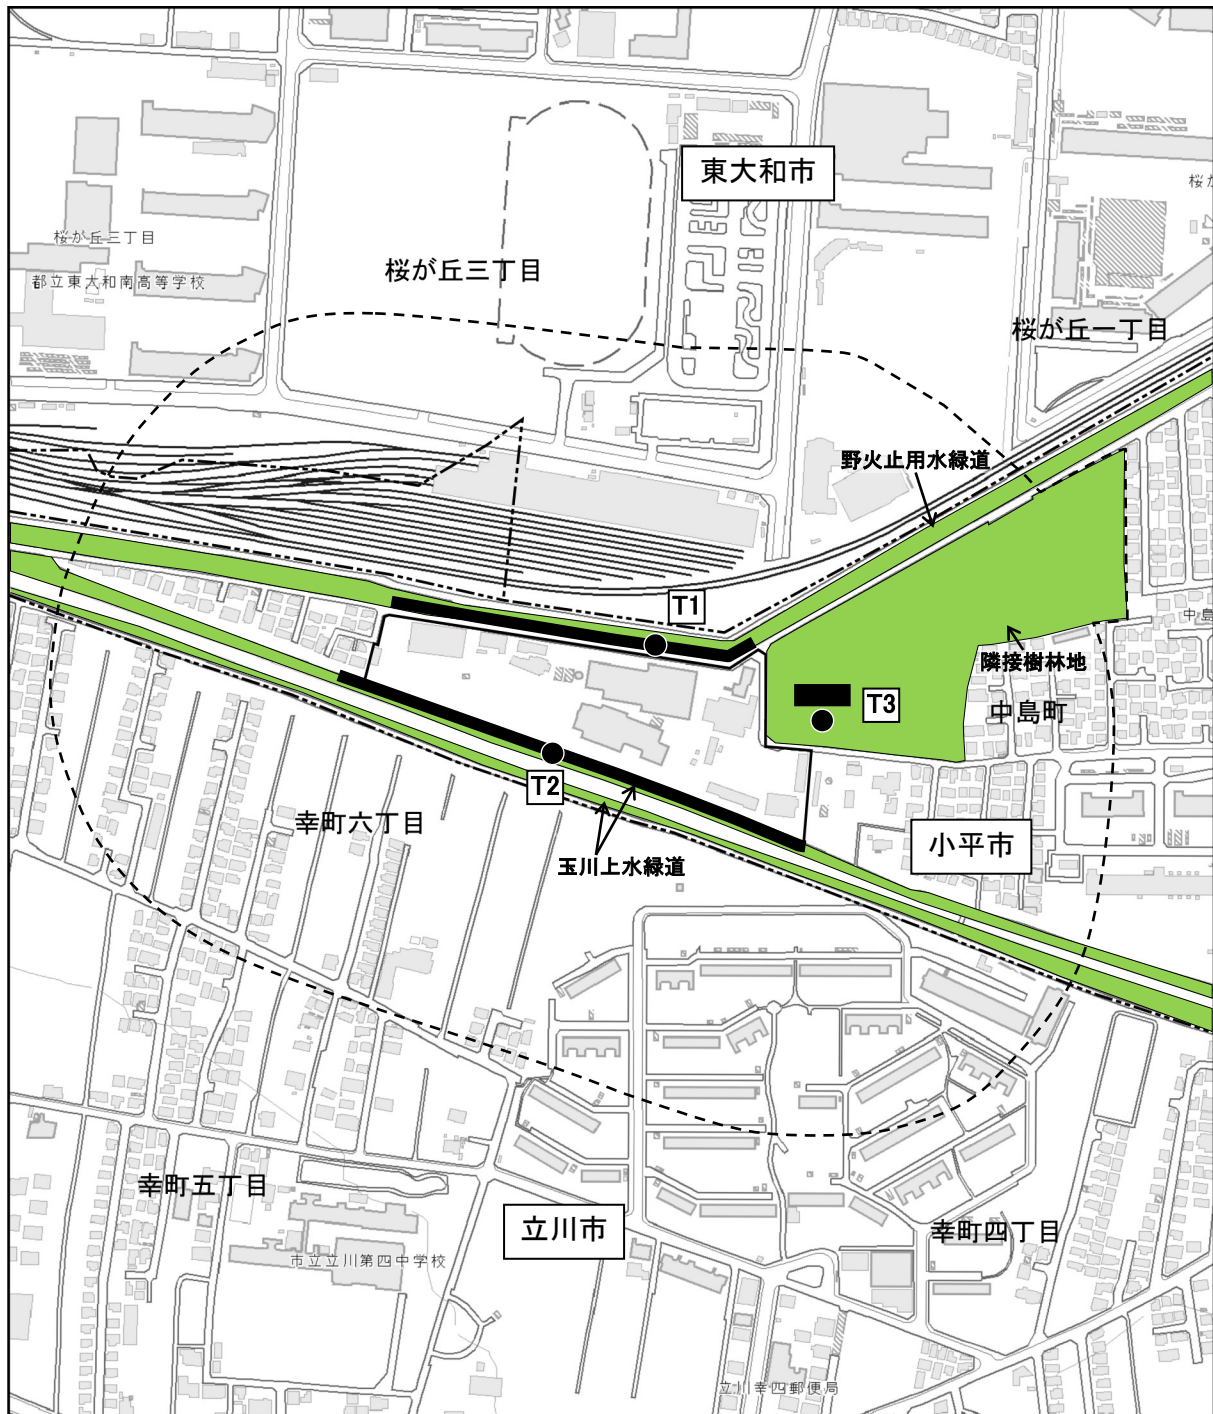 東大和市
桜が丘
桜が丘三丁目
桜が丘三丁目
都立東大和南高等学校
桜が丘一丁目
野火止用水緑道
T1
中島
隣接樹林地
T3
中島町
T2
幸町六丁目
小平市
玉川上水緑道
幸町五丁目
立川市
幸町四丁目
市立立川第四中学校
立川幸四郵便局